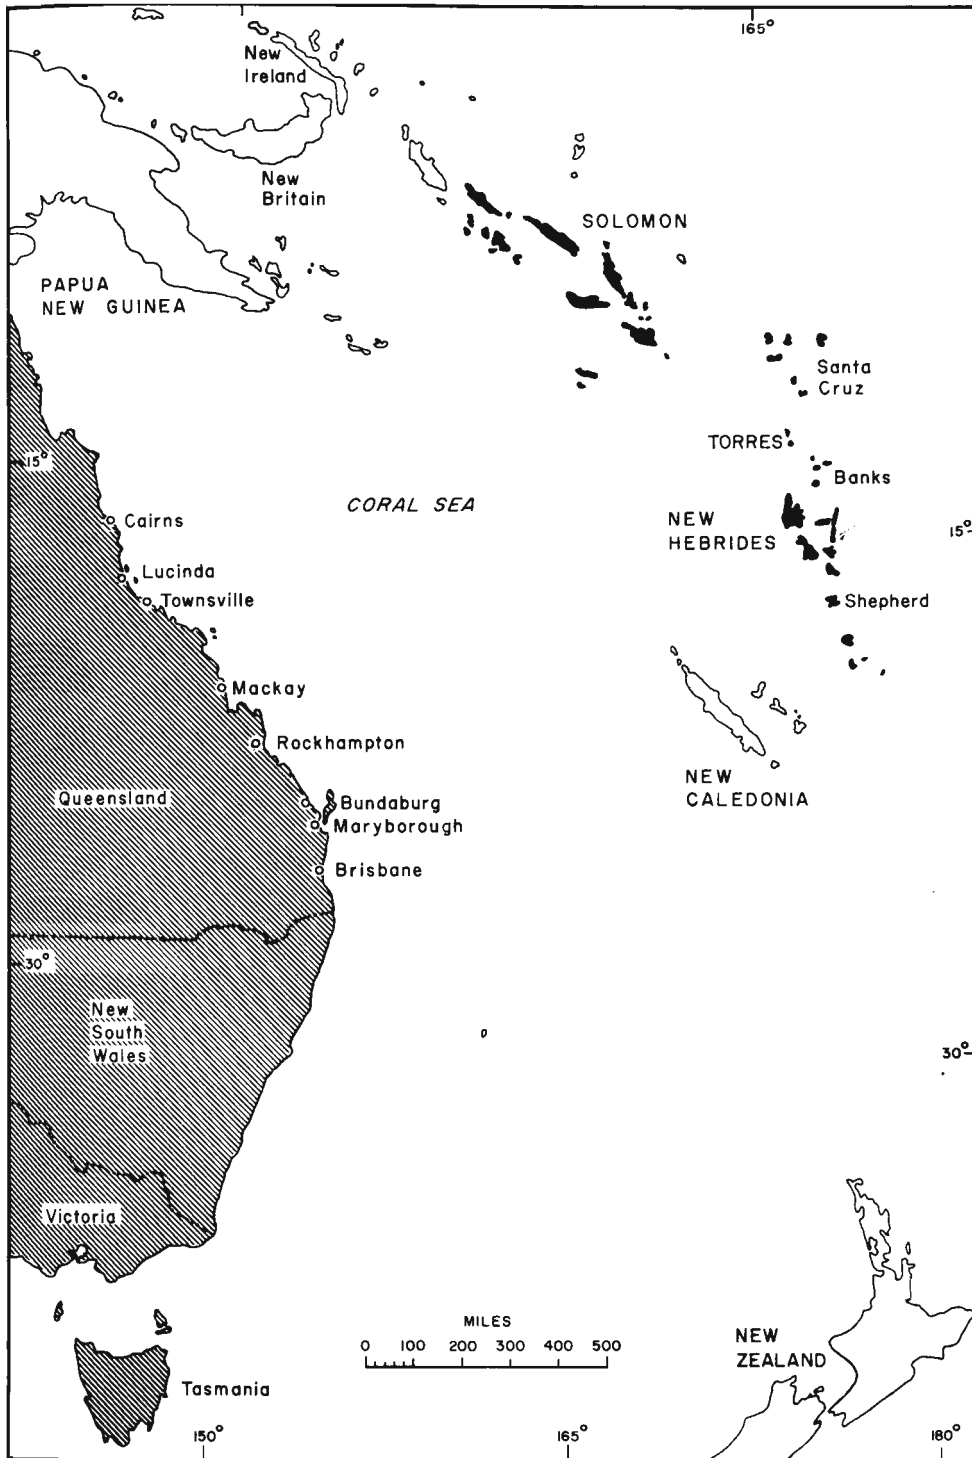 165°
New
Ireland
New
Britain
SOLOMON
PAPUA
NEW GUINEA
Santa
Cruz
TORRES
15°
Banks
CORAL SEA
NEW
HEBRIDES
15°
Cairns
Lucinda
Townsville
Shepherd
Mackay
Rockhampton
NEW
CALEDONIA
Queensland
Bundaburg
Maryborough
Brisbane
30°
New
South
Wales
30°
Victoria
MILES
0 100 200 300 400 500
NEW
ZEALAND
Tasmania
150°
165°
180°